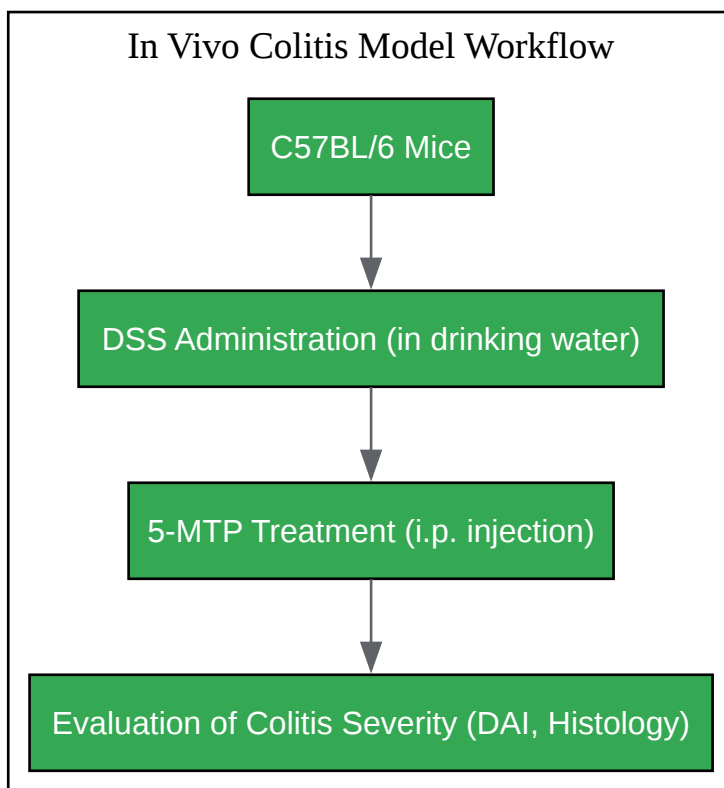 In Vivo Colitis Model Workflow
C57BL/6 Mice
DSS Administration (in drinking water)
5-MTP Treatment (i.p. injection)
Evaluation of Colitis Severity (DAI, Histology)